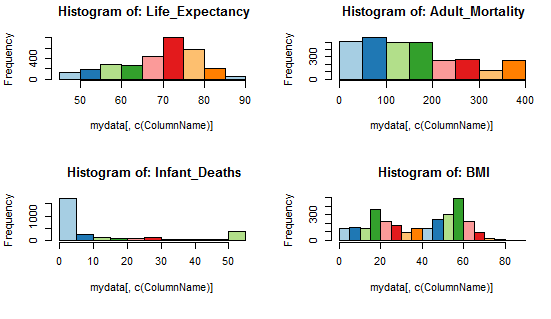 Histogram of: Life_Expectancy
Frequency
0 400
50 60 70 80 90
mydata[, c(ColumnName)]
Histogram of: Adult_Mortality
Frequency
0 300
0 100 200 300 400
mydata[, c(ColumnName)]
Histogram of: Infant_Deaths
Frequency
0 1000
0 10 20 30 40 50
mydata[, c(ColumnName)]
Histogram of: BMI
Frequency
0 300
0 20 40 60 80
mydata[, c(ColumnName)]